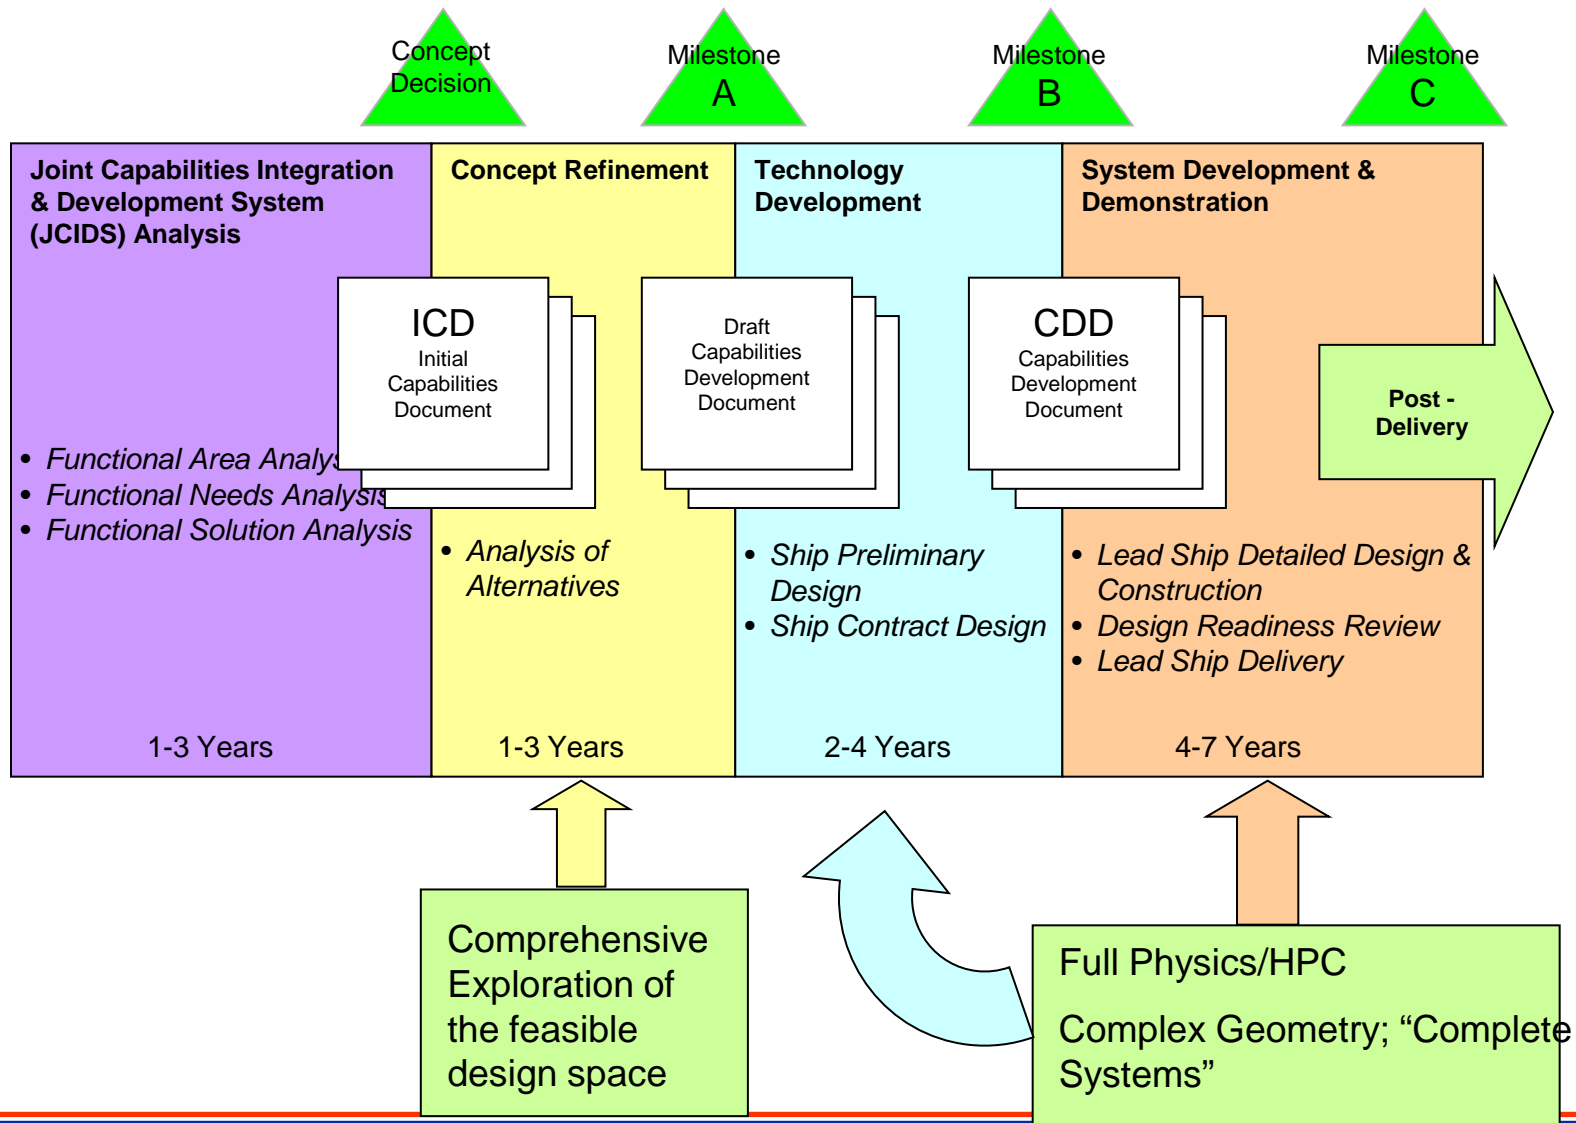 Concept
Decision
Milestone
A
Milestone
B
Milestone
C
Joint Capabilities Integration
& Development System
(JCIDS) Analysis
Concept Refinement
Technology
Development
System Development &
Demonstration
ICD
Initial
Capabilities
Document
Draft
Capabilities
Development
Document
CDD
Capabilities
Development
Document
Post -
Delivery
• Functional Area Analys
• Functional Needs Analysis
• Functional Solution Analysis
• Analysis of
Alternatives
• Ship Preliminary
Design
• Ship Contract Design
• Lead Ship Detailed Design &
Construction
• Design Readiness Review
• Lead Ship Delivery
1-3 Years
1-3 Years
2-4 Years
4-7 Years
Comprehensive
Exploration of
the feasible
design space
Full Physics/HPC
Complex Geometry; “Complete
Systems”